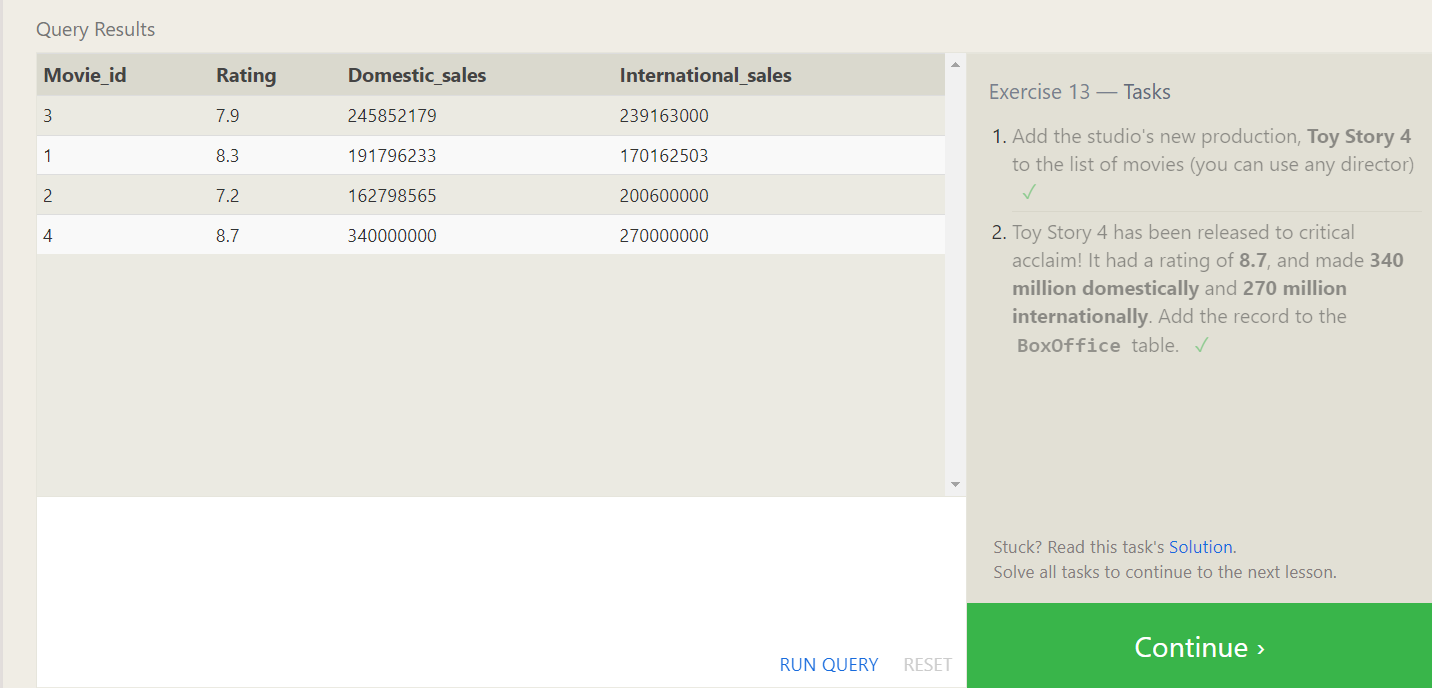 Query Results
Movie_id Rating Domestic_sales International_sales
3 7.9 245852179 239163000
1 8.3 191796233 170162503
2 7.2 162798565 200600000
4 8.7 340000000 270000000
RUN QUERY RESET
Exercise 13 — Tasks
1. Add the studio's new production, Toy Story 4
to the list of movies (you can use any director)
✓
2. Toy Story 4 has been released to critical
acclaim! It had a rating of 8.7, and made 340
million domestically and 270 million
internationally. Add the record to the
BoxOffice table. ✓
Stuck? Read this task's Solution.
Solve all tasks to continue to the next lesson.
Continue ›